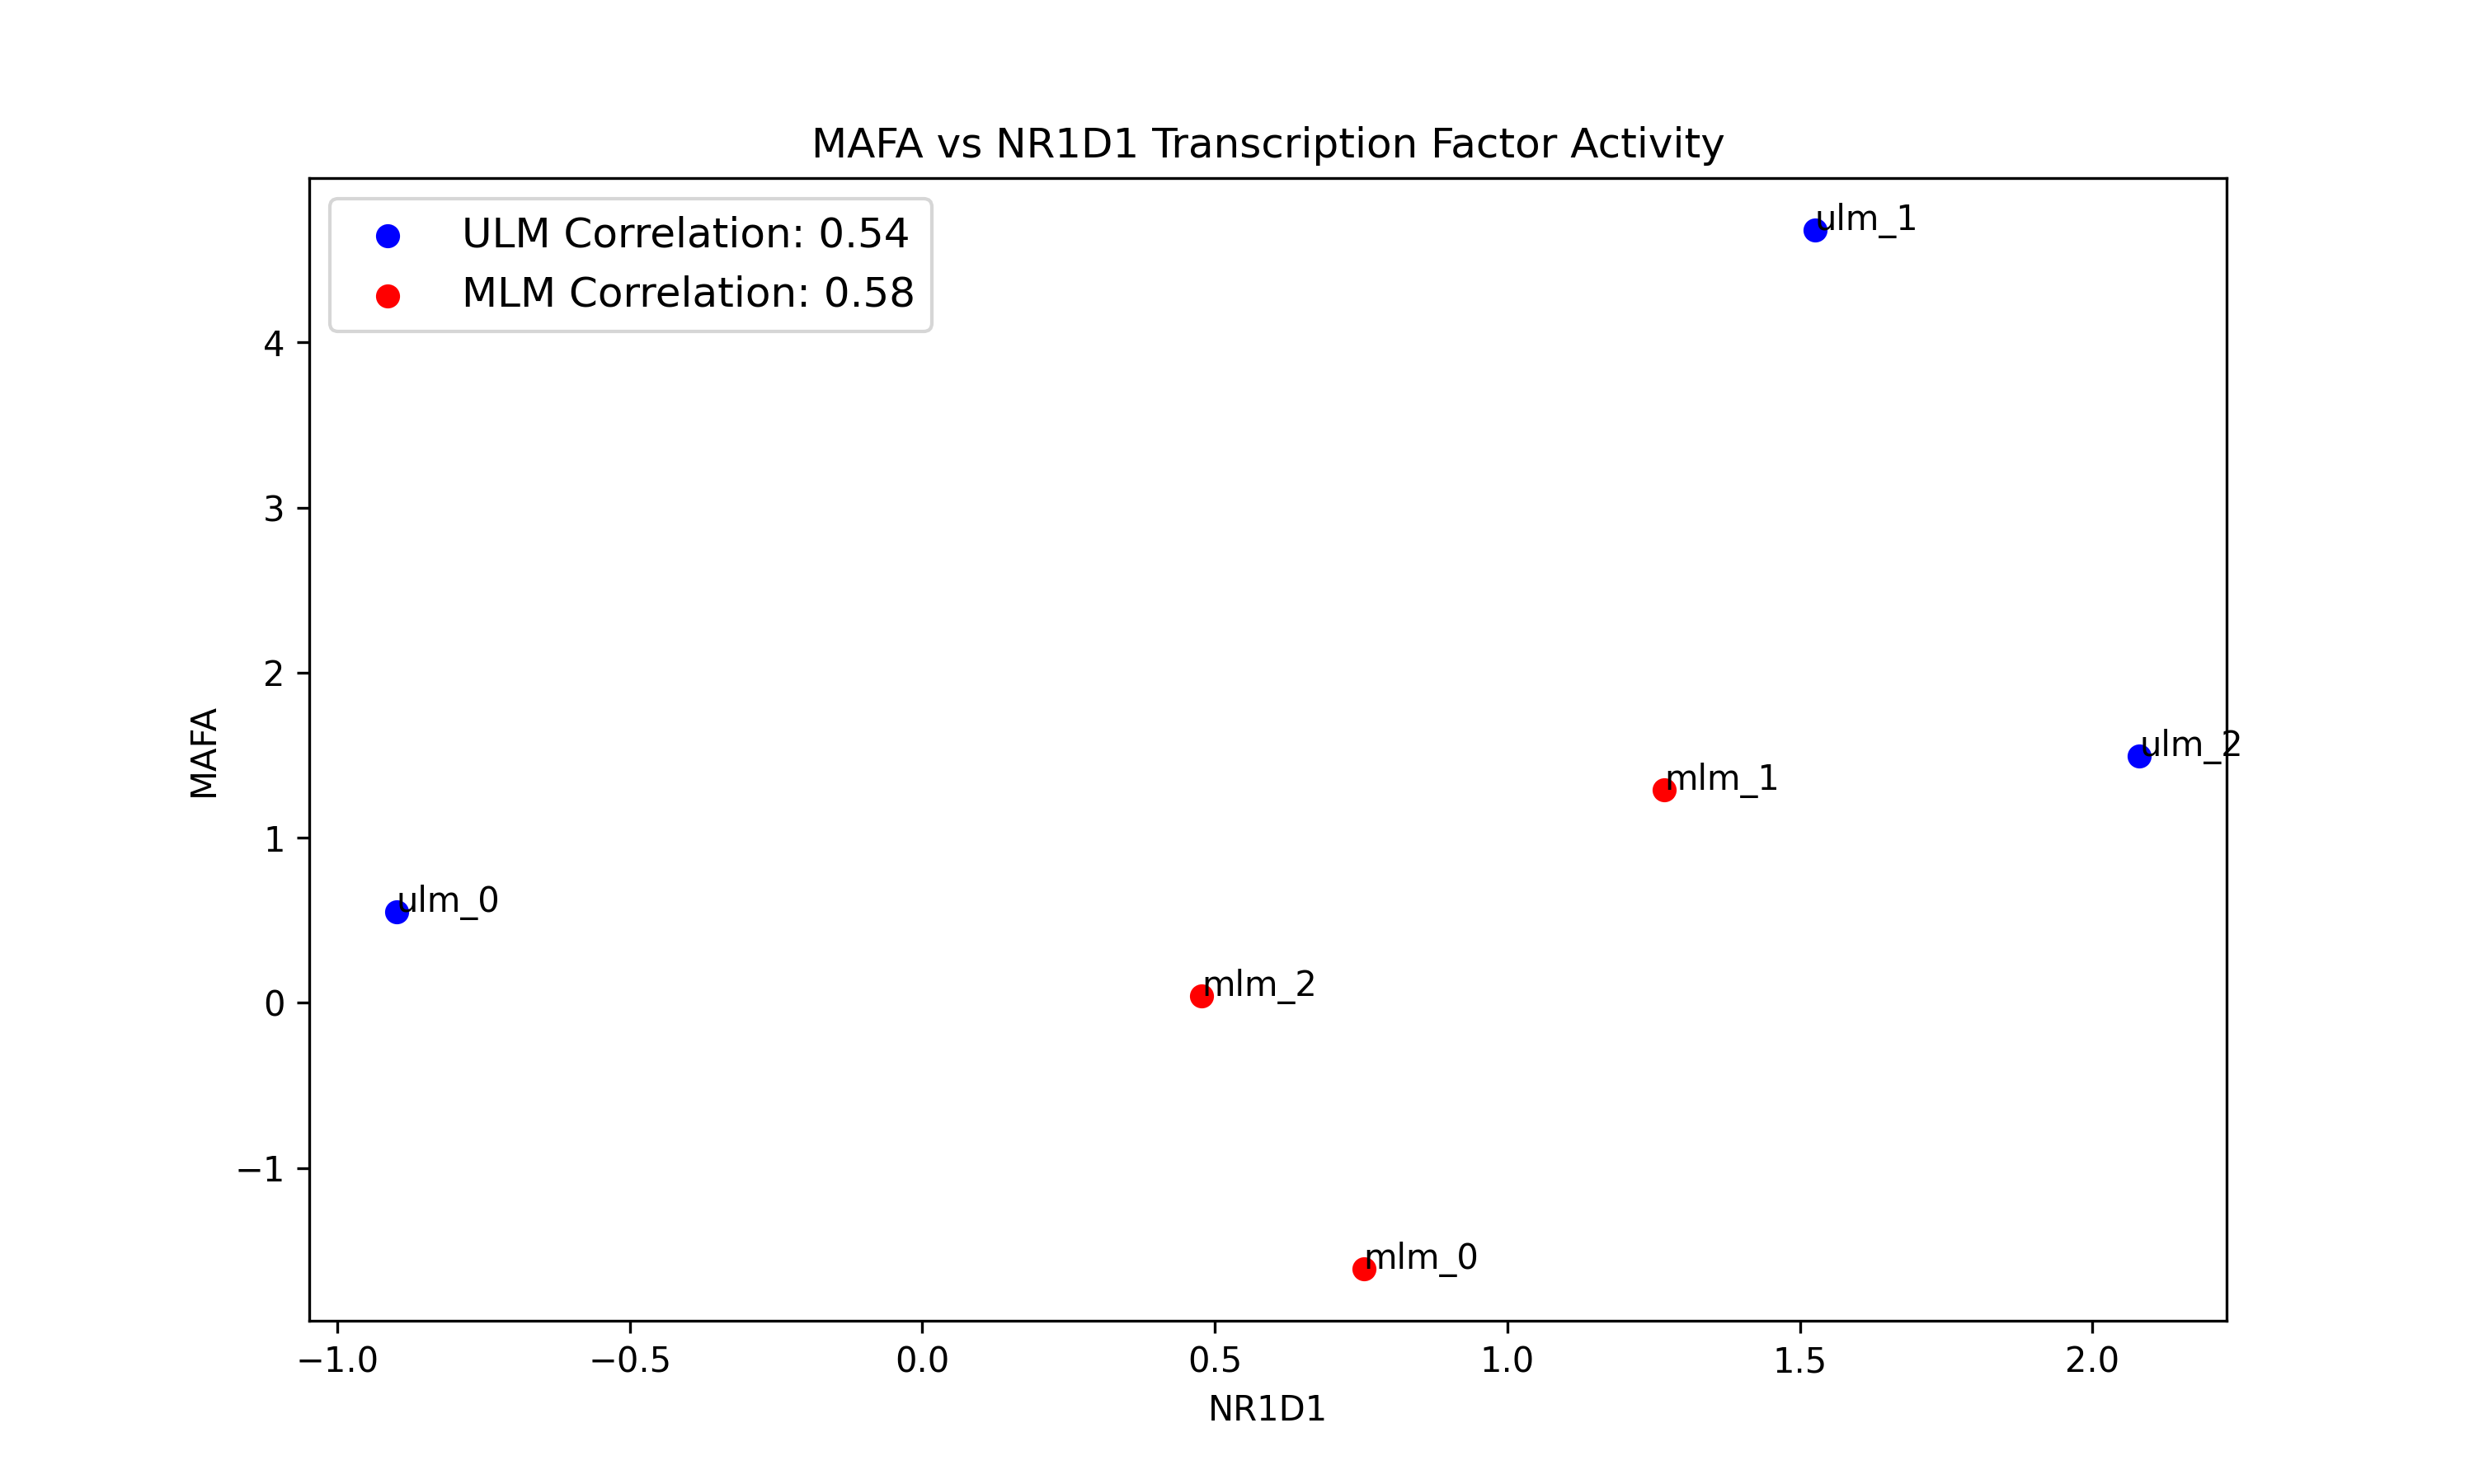 MAFA vs NR1D1 Transcription Factor Activity
ULM Correlation: 0.54
MLM Correlation: 0.58
ulm_1
4
3
2
ulm_2
MAFA
mlm_1
1
ulm_0
mlm_2
0
mlm_0
−1
−1.0 −0.5 0.0 0.5 1.0 1.5 2.0
NR1D1